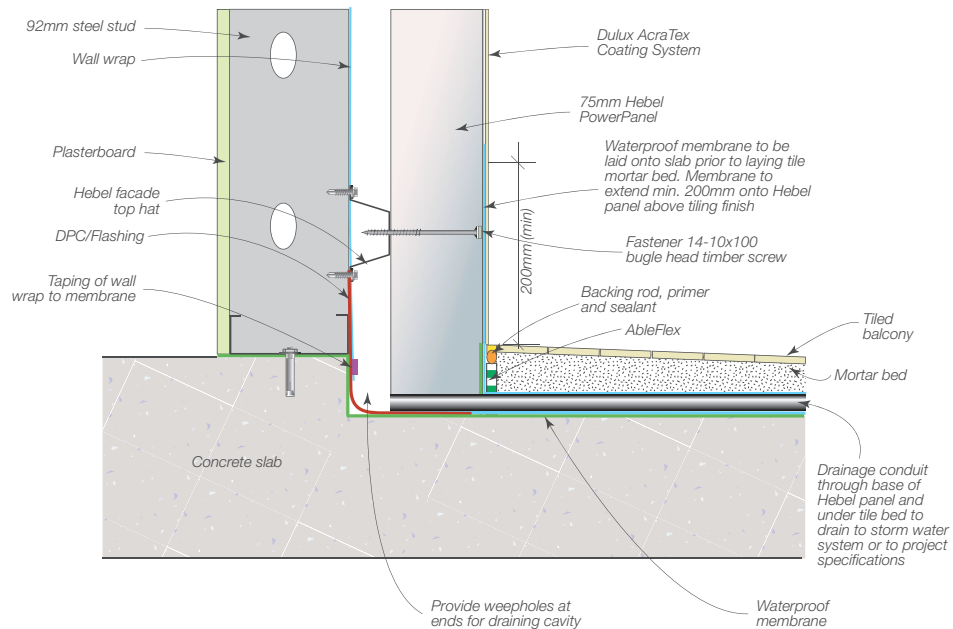 92mm steel stud
Wall wrap
Plasterboard
Hebel facade
top hat
DPC/Flashing
Taping of wall
wrap to membrane
Dulux AcraTex
Coating System
75mm Hebel
PowerPanel
Waterproof membrane to be
laid onto slab prior to laying tile
mortar bed. Membrane to
extend min. 200mm onto Hebel
panel above tiling finish
200mm (min)
Fastener 14-10x100
bugle head timber screw
Backing rod, primer
and sealant
AbleFlex
Tiled
balcony
Mortar bed
Concrete slab
Drainage conduit
through base of
Hebel panel and
under tile bed to
drain to storm water
system or to project
specifications
Provide weepholes at
ends for draining cavity
Waterproof
membrane